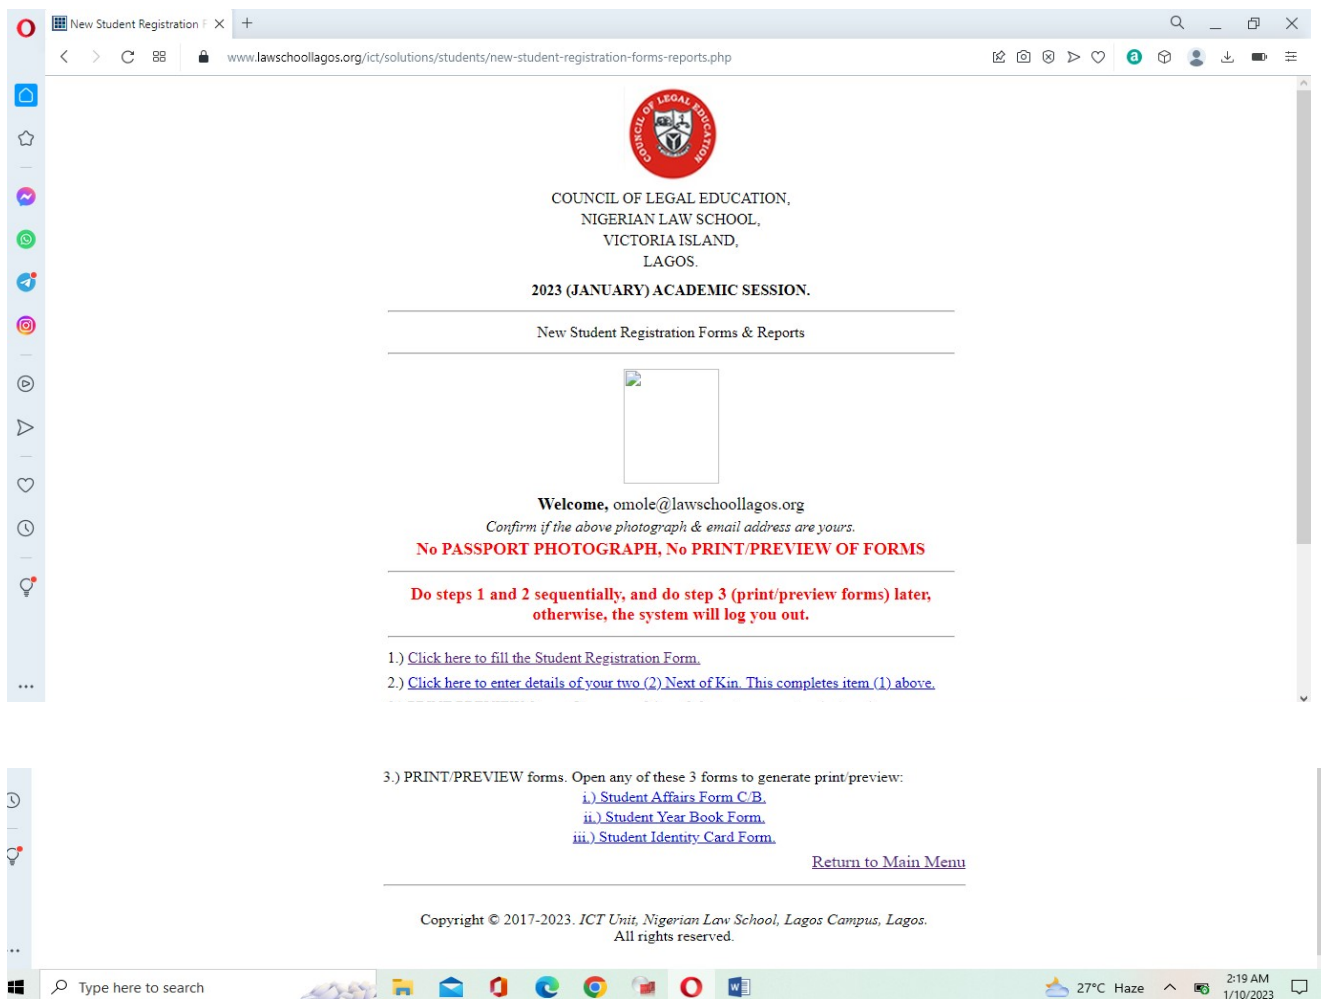 New Student Registration F
www.lawschoollagos.org/ict/solutions/students/new-student-registration-forms-reports.php
COUNCIL OF LEGAL EDUCATION
COUNCIL OF LEGAL EDUCATION,
NIGERIAN LAW SCHOOL,
VICTORIA ISLAND,
LAGOS.
2023 (JANUARY) ACADEMIC SESSION.
New Student Registration Forms & Reports
Welcome, omole@lawschoollagos.org
Confirm if the above photograph & email address are yours.
No PASSPORT PHOTOGRAPH, No PRINT/PREVIEW OF FORMS
Do steps 1 and 2 sequentially, and do step 3 (print/preview forms) later,
otherwise, the system will log you out.
1.) Click here to fill the Student Registration Form.
2.) Click here to enter details of your two (2) Next of Kin. This completes item (1) above.
3.) PRINT/PREVIEW forms. Open any of these 3 forms to generate print/preview:
i.) Student Affairs Form C/B.
ii.) Student Year Book Form.
iii.) Student Identity Card Form.
Return to Main Menu
Copyright © 2017-2023. ICT Unit, Nigerian Law School, Lagos Campus, Lagos.
All rights reserved.
Type here to search
27°C Haze
2:19 AM
1/10/2023